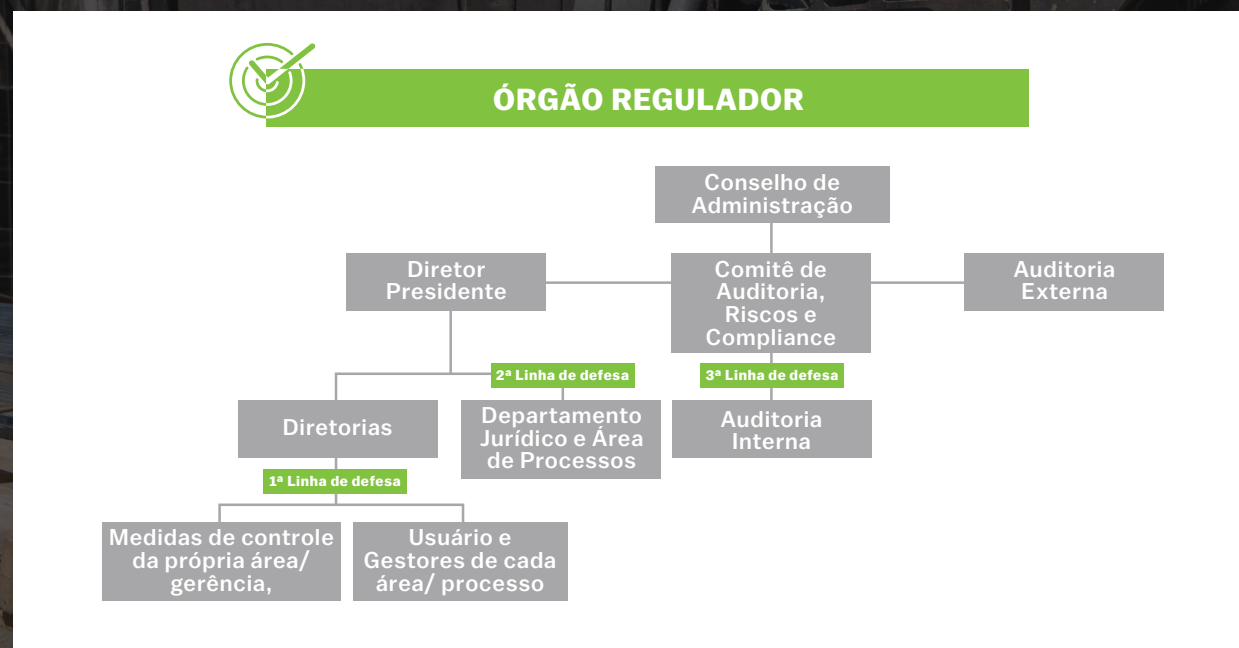 ÓRGÃO REGULADOR
Conselho de
Administração
Diretor
Presidente
Comitê de
Auditoria,
Riscos e
Compliance
Auditoria
Externa
2ª Linha de defesa
3ª Linha de defesa
Diretorias
Departamento
Jurídico e Área
de Processos
Auditoria
Interna
1ª Linha de defesa
Medidas de controle
da própria área/
gerência,
Usuário e
Gestores de cada
área/ processo